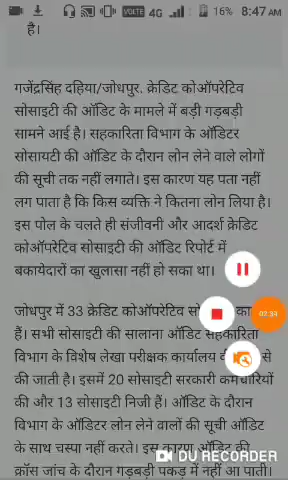 VOLTE 4G 16% 8:47 AM
है।
गजेंद्रसिंह दहिया/जोधपुर. क्रेडिट कोऑपरेटिव
सोसाइटी की ऑडिट के मामले में बड़ी गड़बड़ी
सामने आई है। सहकारिता विभाग के ऑडिटर
सोसायटी की ऑडिट के दौरान लोन लेने वाले लोगों
की सूची तक नहीं लगाते। इस कारण यह पता नहीं
लग पाता है कि किस व्यक्ति ने कितना लोन लिया है।
इस पोल के चलते ही संजीवनी और आदर्श क्रेडिट
कोऑपरेटिव सोसाइटी की ऑडिट रिपोर्ट में
बकायेदारों का खुलासा नहीं हो सका था।
जोधपुर में 33 क्रेडिट कोऑपरेटिव
02:33
हैं। सभी सोसाइटी की सालाना ऑडिट सहकारिता
विभाग के विशेष लेखा परीक्षक कार्यालय से
की जाती है। इसमें 20 सोसाइटी सरकारी कर्मचारियों
की और 13 सोसाइटी निजी हैं। ऑडिट के दौरान
विभाग के ऑडिटर लोन लेने वालों की सूची ऑडिट
के साथ चस्पा नहीं करते। इस कारण ऑडिट की
DU RECORDER
क्रॉस जांच के दौरान गड़बड़ी पकड़ में नहीं आ पाती।